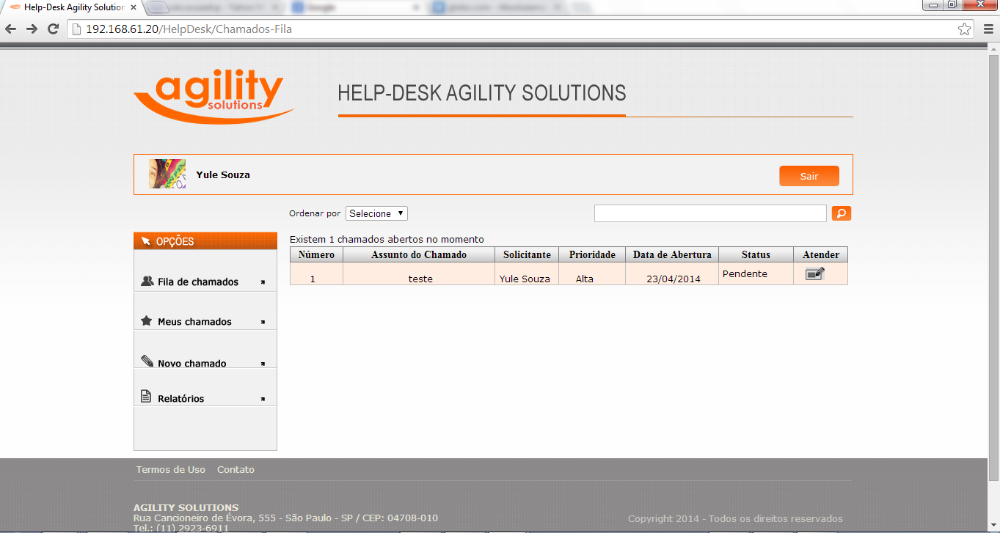 Help-Desk Agility Solution
192.168.61.20/HelpDesk/Chamados-Fila
agility
solutions
HELP-DESK AGILITY SOLUTIONS
Yule Souza
Sair
Ordenar por Selecione
OPÇÕES
Fila de chamados
Meus chamados
Novo chamado
Relatórios
Existem 1 chamados abertos no momento
Número Assunto do Chamado Solicitante Prioridade Data de Abertura Status Atender
1 teste Yule Souza Alta 23/04/2014 Pendente
Termos de Uso Contato
AGILITY SOLUTIONS
Rua Cancioneiro de Évora, 555 - São Paulo - SP / CEP: 04708-010
Tel.: (11) 2923-6911
Copyright 2014 - Todos os direitos reservados